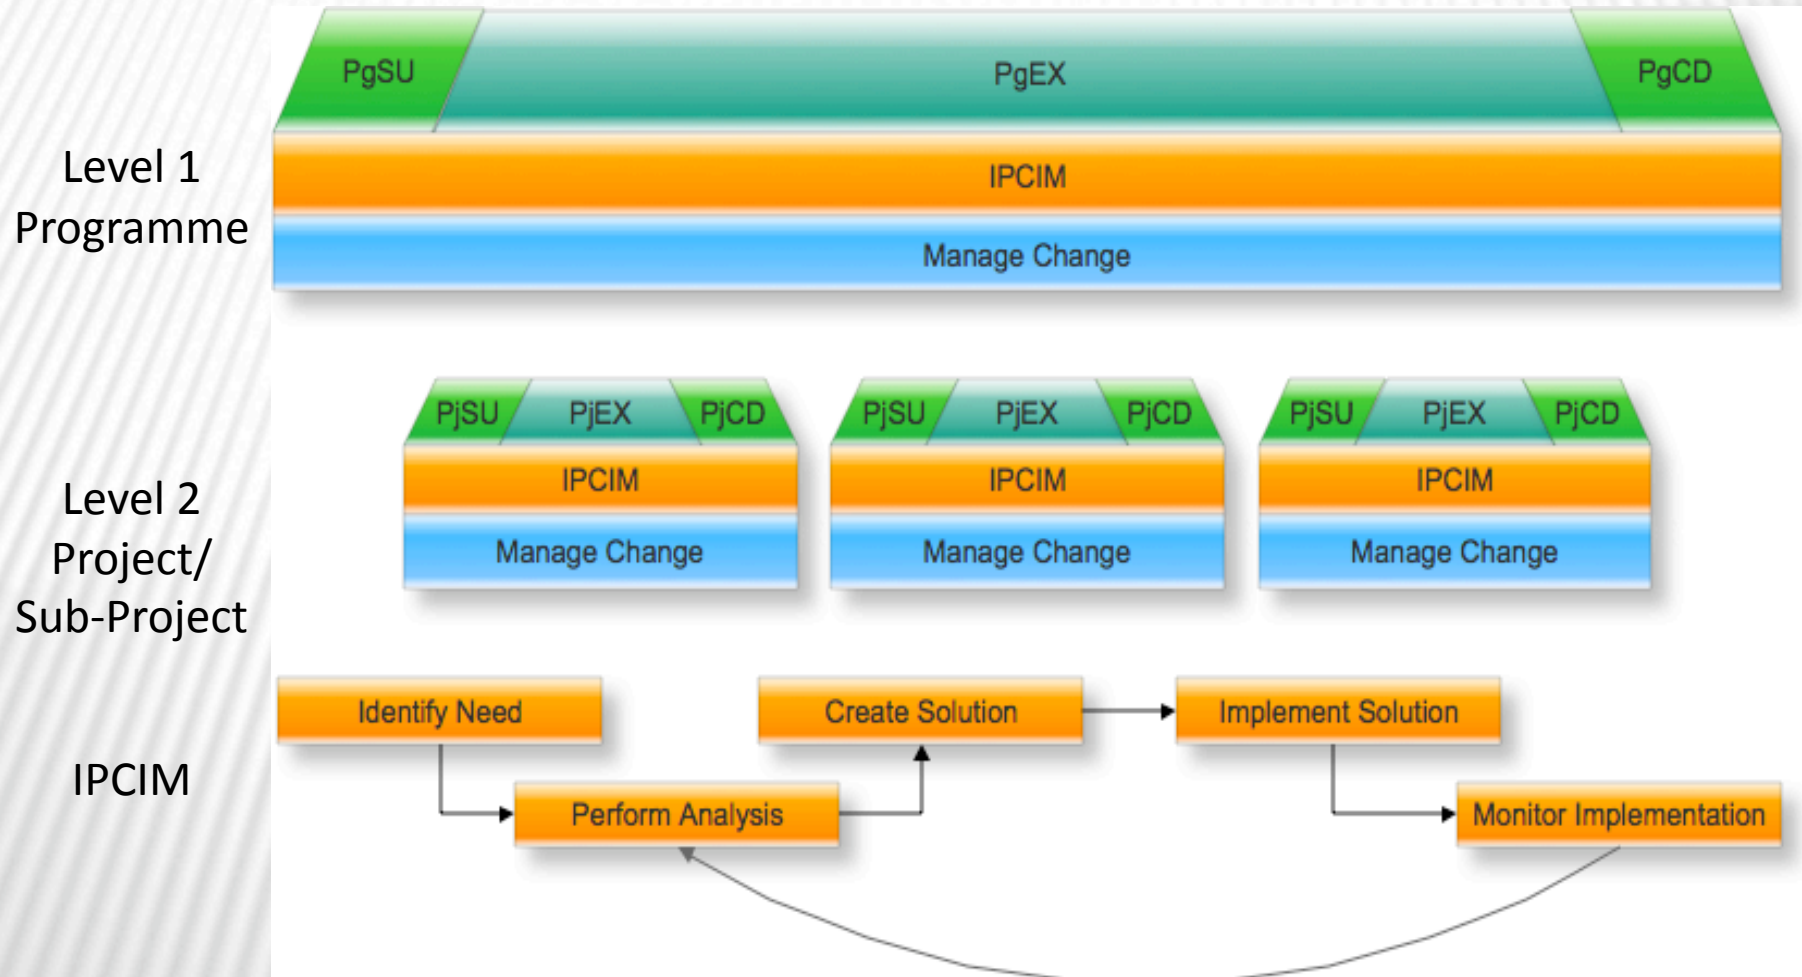 PgSU
PgEX
PgCD
Level 1
Programme
IPCIM
Manage Change
PjSU
PjEX
PjCD
PjSU
PjEX
PjCD
PjSU
PjEX
PjCD
IPCIM
IPCIM
IPCIM
Level 2
Project/
Sub-Project
Manage Change
Manage Change
Manage Change
IPCIM
Identify Need
Create Solution
Implement Solution
Perform Analysis
Monitor Implementation